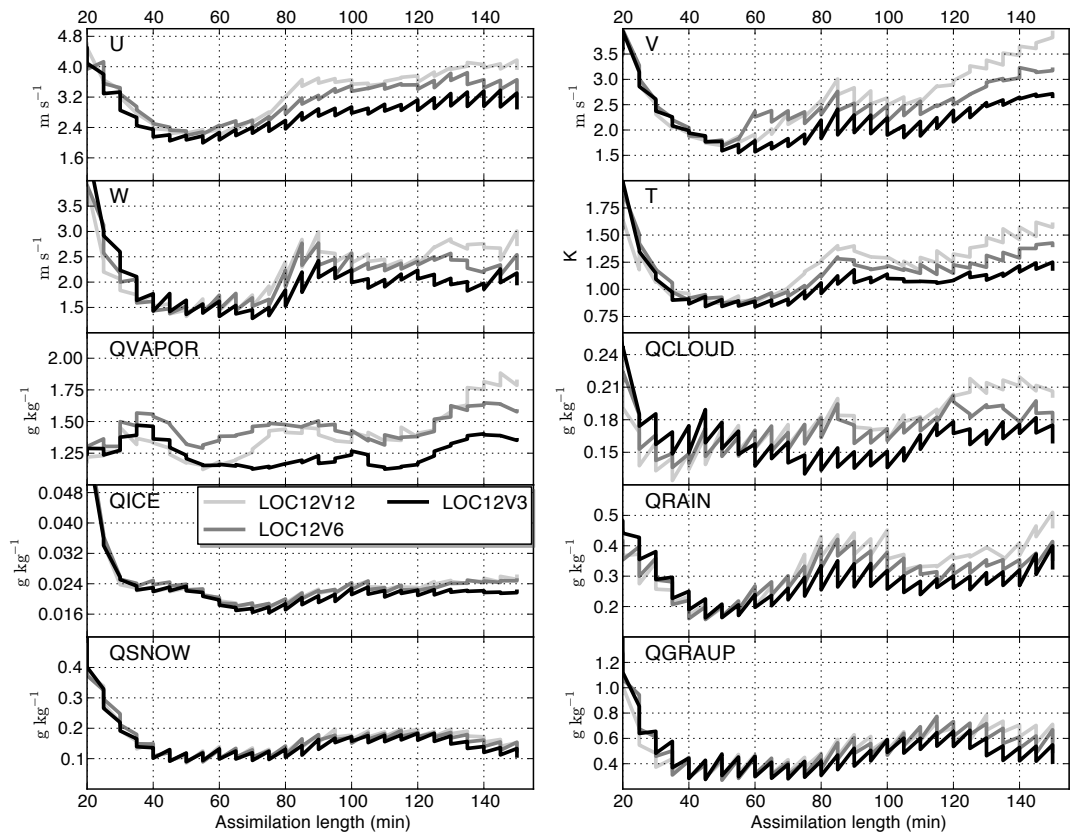 20 40 60 80 100 120 140
20 40 60 80 100 120 140
U
4.8
4.0
3.2
2.4
1.6
m s⁻¹
V
3.5
3.0
2.5
2.0
1.5
m s⁻¹
W
3.5
3.0
2.5
2.0
1.5
m s⁻¹
T
1.75
1.50
1.25
1.00
0.75
K
QVAPOR
2.00
1.75
1.50
1.25
g kg⁻¹
QCLOUD
0.24
0.21
0.18
0.15
g kg⁻¹
QICE
0.048
0.040
0.032
0.024
0.016
g kg⁻¹
LOC12V12
LOC12V6
LOC12V3
QRAIN
0.5
0.4
0.3
0.2
g kg⁻¹
QSNOW
0.4
0.3
0.2
0.1
g kg⁻¹
QGRAUP
1.2
1.0
0.8
0.6
0.4
g kg⁻¹
20 40 60 80 100 120 140
Assimilation length (min)
20 40 60 80 100 120 140
Assimilation length (min)